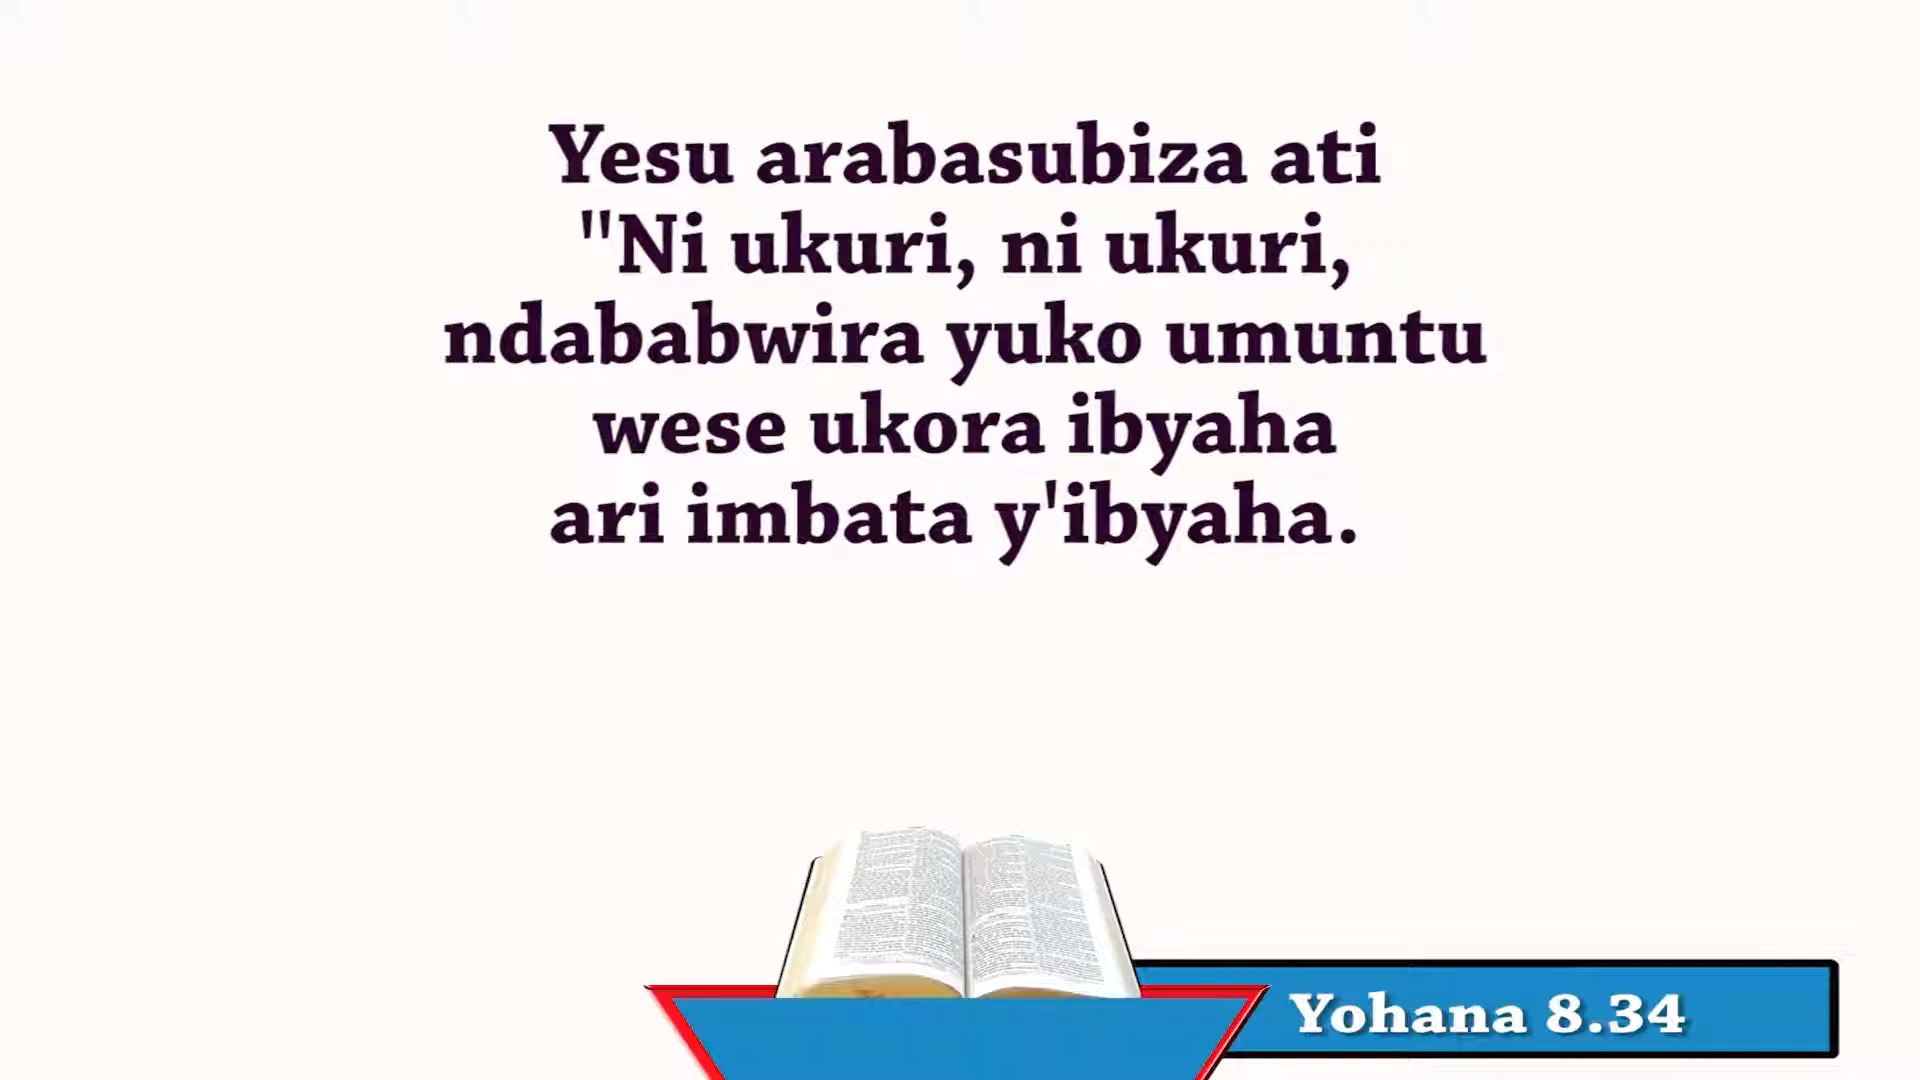 Yesu arabasubiza ati
"Ni ukuri, ni ukuri,
ndababwira yuko umuntu
wese ukora ibyaha
ari imbata y'ibyaha.
Yohana 8.34